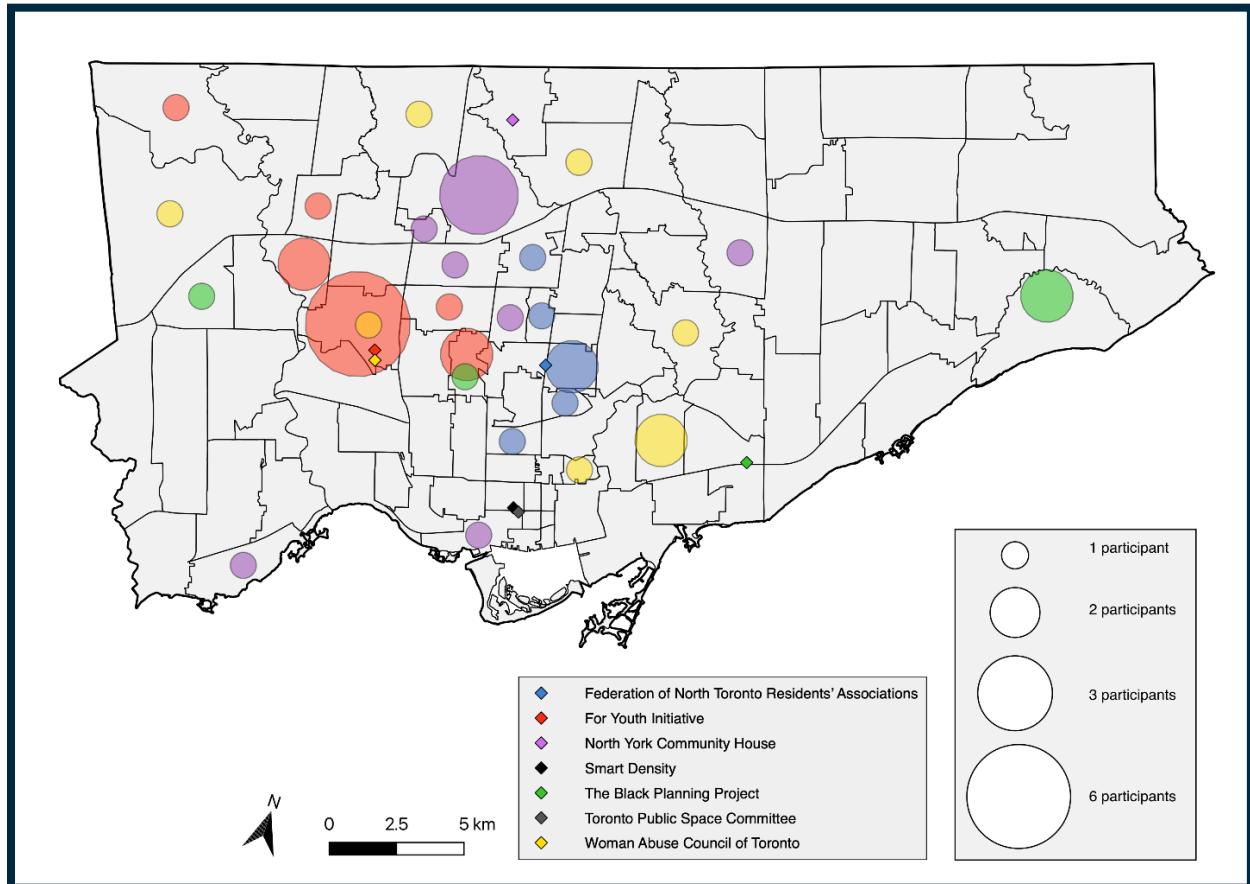 1 participant
2 participants
3 participants
6 participants
Federation of North Toronto Residents' Associations
For Youth Initiative
North York Community House
Smart Density
The Black Planning Project
Toronto Public Space Committee
Woman Abuse Council of Toronto
N
0 2.5 5 km